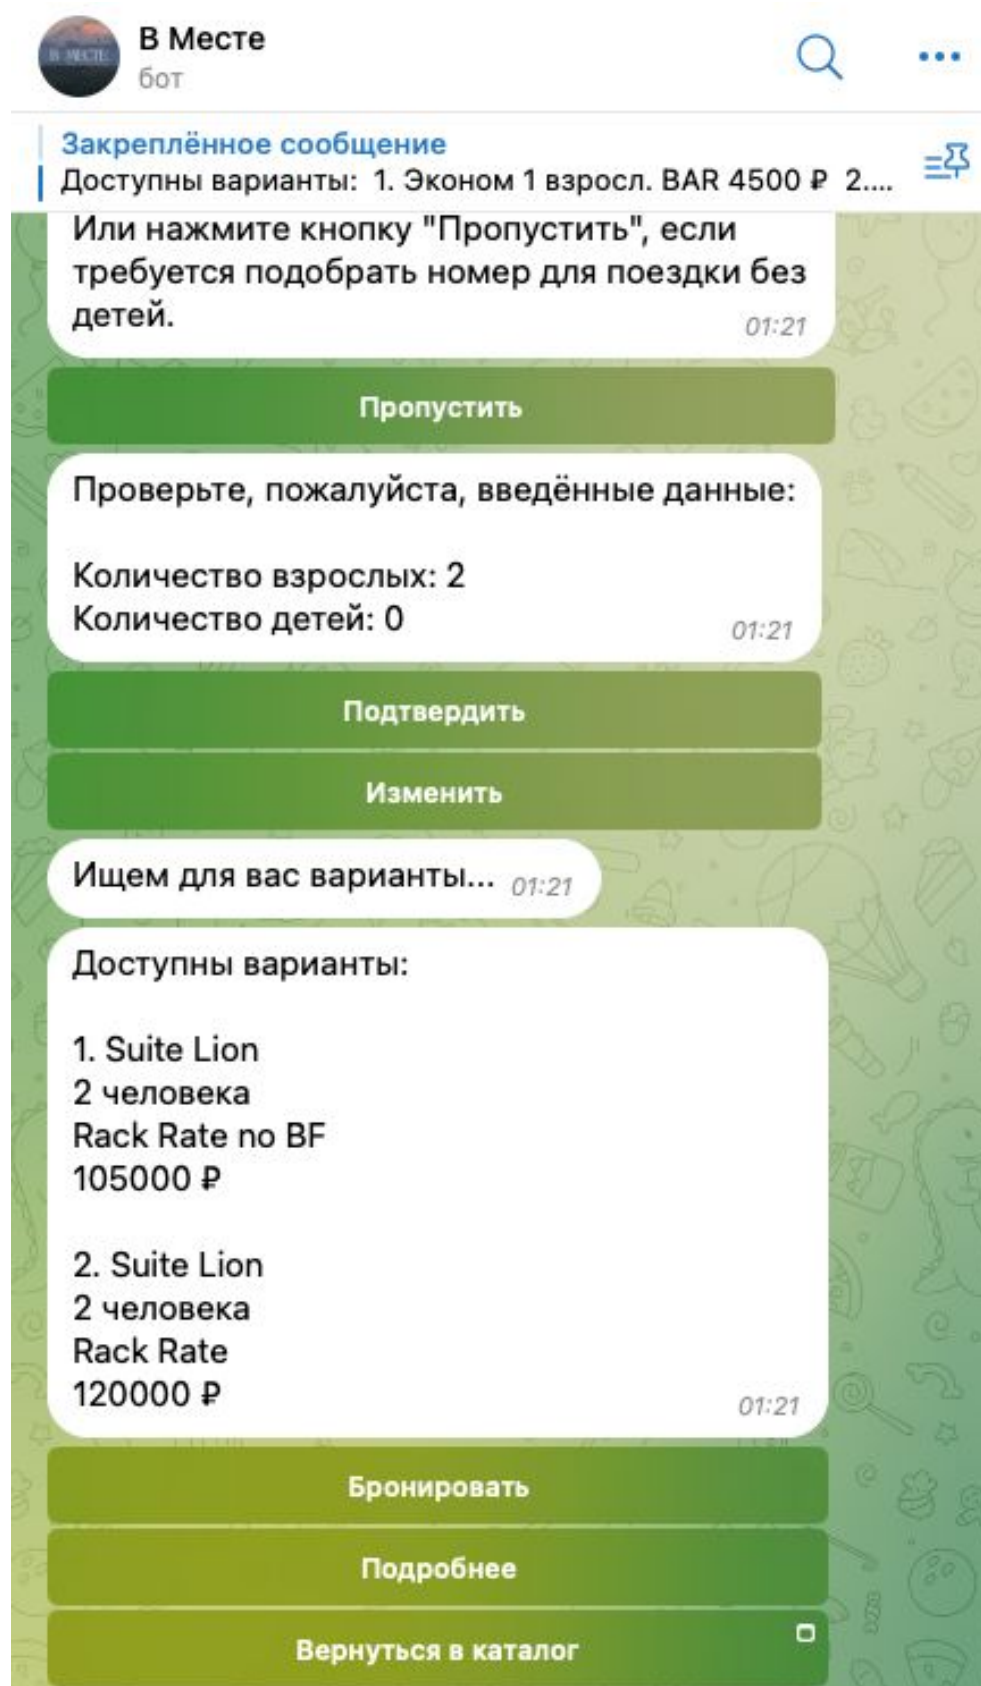 В Месте
бот
В МЕСТЕ
Закреплённое сообщение
Доступны варианты: 1. Эконом 1 взросл. BAR 4500 ₽ 2....
Или нажмите кнопку "Пропустить", если
требуется подобрать номер для поездки без
детей.
01:21
Пропустить
Проверьте, пожалуйста, введённые данные:
Количество взрослых: 2
Количество детей: 0
01:21
Подтвердить
Изменить
Ищем для вас варианты... 01:21
Доступны варианты:
1. Suite Lion
2 человека
Rack Rate no BF
105000 ₽
2. Suite Lion
2 человека
Rack Rate
120000 ₽
01:21
Бронировать
Подробнее
Вернуться в каталог